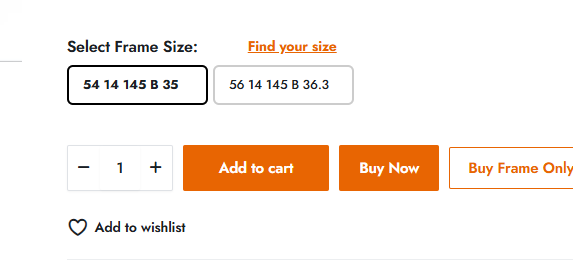 Select Frame Size: Find your size
54 14 145 B 35 56 14 145 B 36.3
− 1 + Add to cart Buy Now Buy Frame Only
Add to wishlist